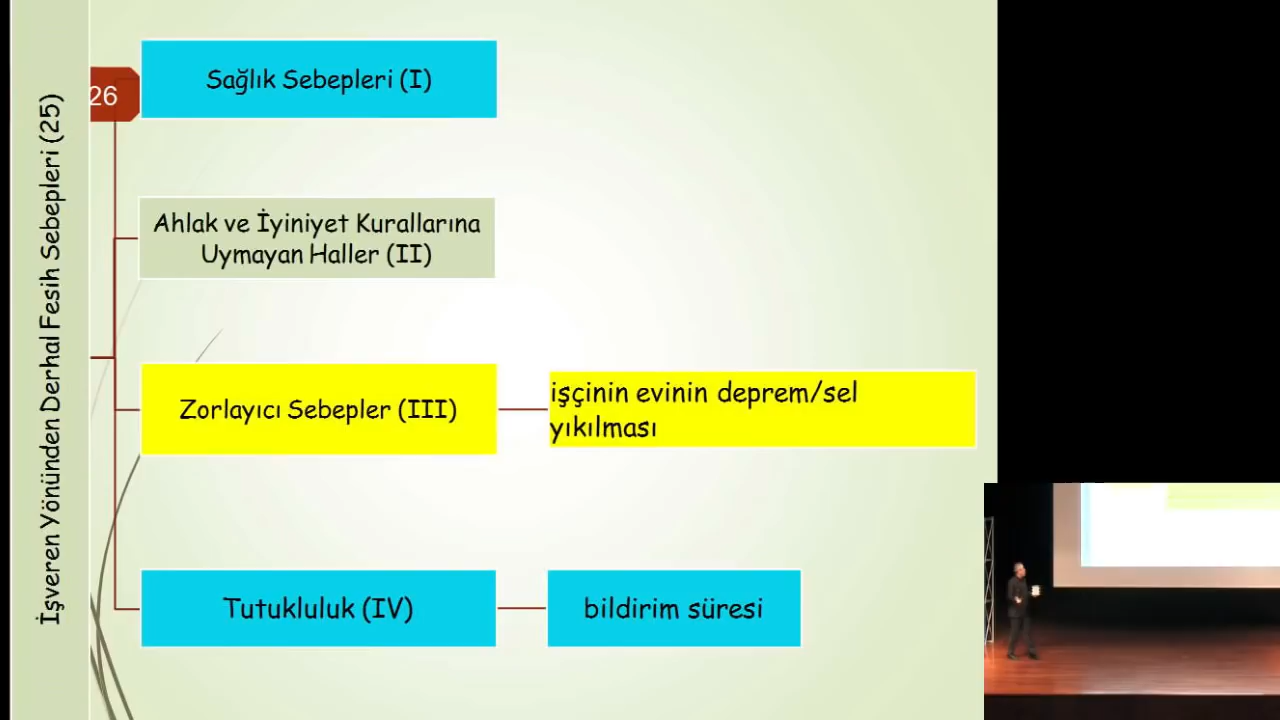 İşveren Yönünden Derhal Fesih Sebepleri (25)
26
Sağlık Sebepleri (I)
Ahlak ve İyiniyet Kurallarına
Uymayan Haller (II)
Zorlayıcı Sebepler (III)
işçinin evinin deprem/sel
yıkılması
Tutukluluk (IV)
bildirim süresi